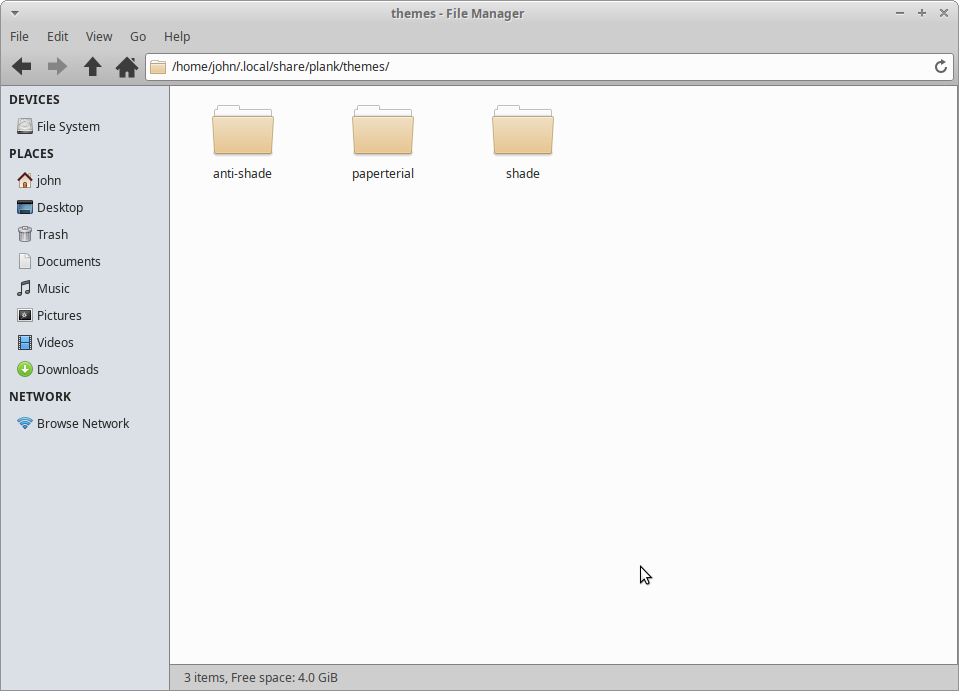 themes - File Manager
File Edit View Go Help
/home/john/.local/share/plank/themes/
DEVICES
File System
PLACES
john
Desktop
Trash
Documents
Music
Pictures
Videos
Downloads
NETWORK
Browse Network
anti-shade paperterial shade
3 items, Free space: 4.0 GiB